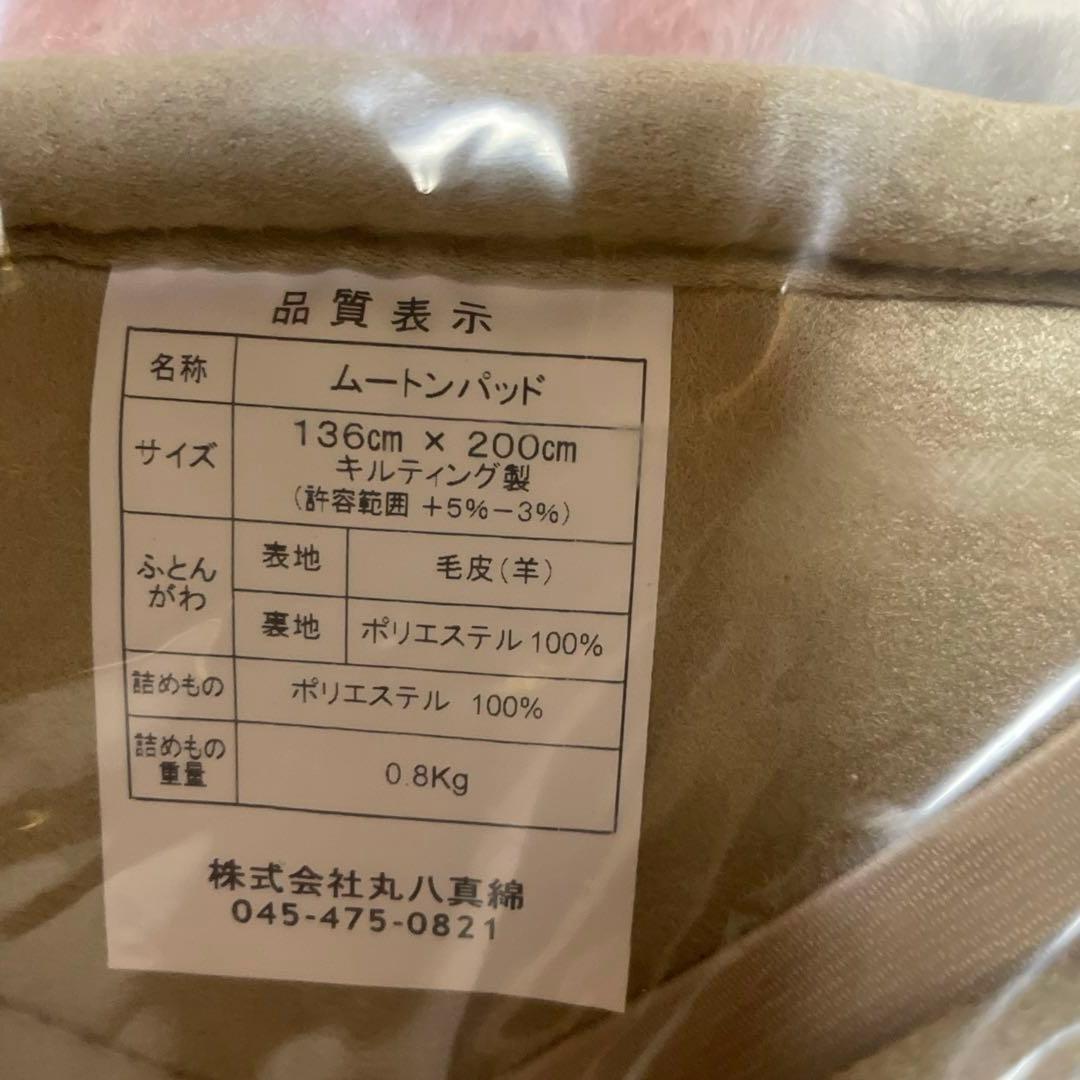 品質表示
名称 ムートンパッド
サイズ 136cm × 200cm
キルティング製
(許容範囲 +5%-3%)
ふとんがわ 表地 毛皮(羊)
裏地 ポリエステル100%
詰めもの ポリエステル 100%
詰めもの重量 0.8Kg
株式会社丸八真綿
045-475-0821